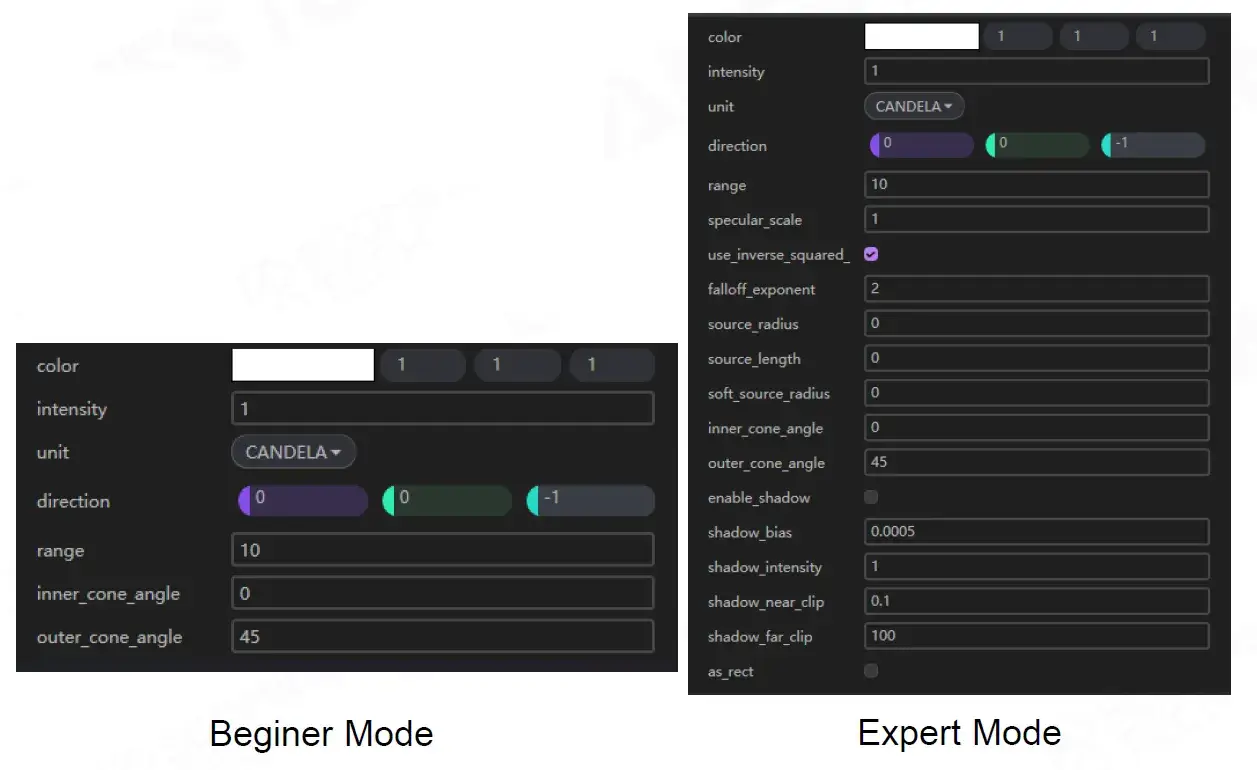 color 1 1 1
intensity 1
unit CANDELA
direction 0 0 -1
range 10
inner_cone_angle 0
outer_cone_angle 45
Beginer Mode
color 1 1 1
intensity 1
unit CANDELA
direction 0 0 -1
range 10
specular_scale 1
use_inverse_squared_
falloff_exponent 2
source_radius 0
source_length 0
soft_source_radius 0
inner_cone_angle 0
outer_cone_angle 45
enable_shadow
shadow_bias 0.0005
shadow_intensity 1
shadow_near_clip 0.1
shadow_far_clip 100
as_rect
Expert Mode